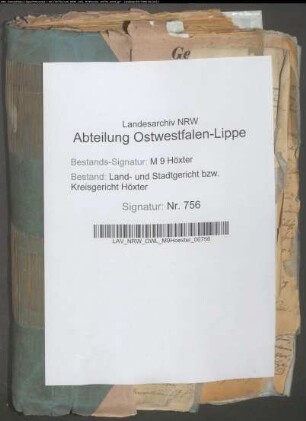 Ge
Landesarchiv NRW
Abteilung Ostwestfalen-Lippe
Bestands-Signatur: M 9 Höxter
Bestand: Land- und Stadtgericht bzw.
Kreisgericht Höxter
Signatur: Nr. 756